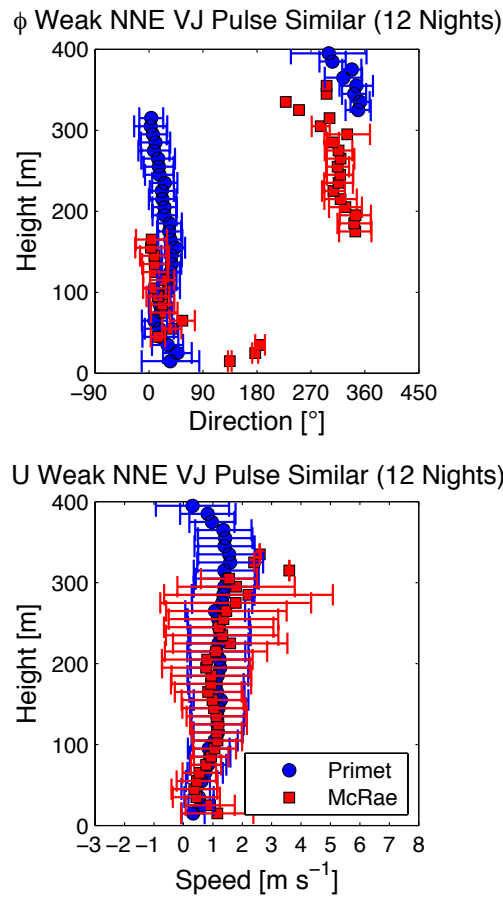 ϕ Weak NNE VJ Pulse Similar (12 Nights)
400
300
200
100
0
Height [m]
-90 0 90 180 270 360 450
Direction [°]
U Weak NNE VJ Pulse Similar (12 Nights)
400
300
200
100
0
Height [m]
Primet
McRae
−3 −2 −1 0 1 2 3 4 5 6 7 8
Speed [m s⁻¹]